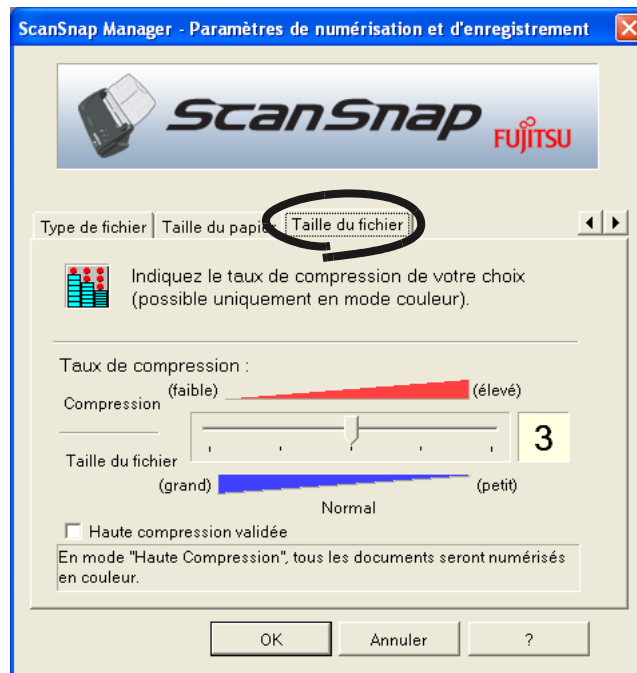 ScanSnap Manager - Paramètres de numérisation et d'enregistrement
ScanSnap
FUJITSU
Type de fichier Taille du papier Taille du fichier
Indiquez le taux de compression de votre choix
(possible uniquement en mode couleur).
Taux de compression :
(faible) (élevé)
Compression
3
Taille du fichier
(grand) (petit)
Normal
Haute compression validée
En mode "Haute Compression", tous les documents seront numérisés
en couleur.
OK Annuler ?